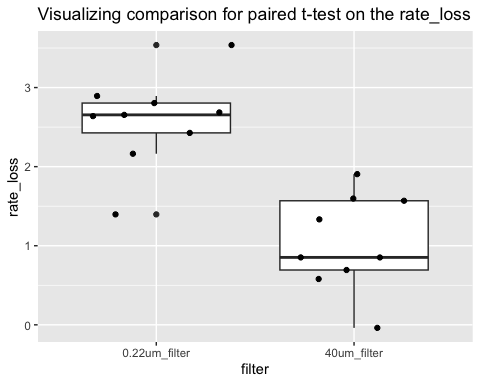 Visualizing comparison for paired t-test on the rate_loss
3
2
1
0
rate_loss
0.22um_filter
40um_filter
filter